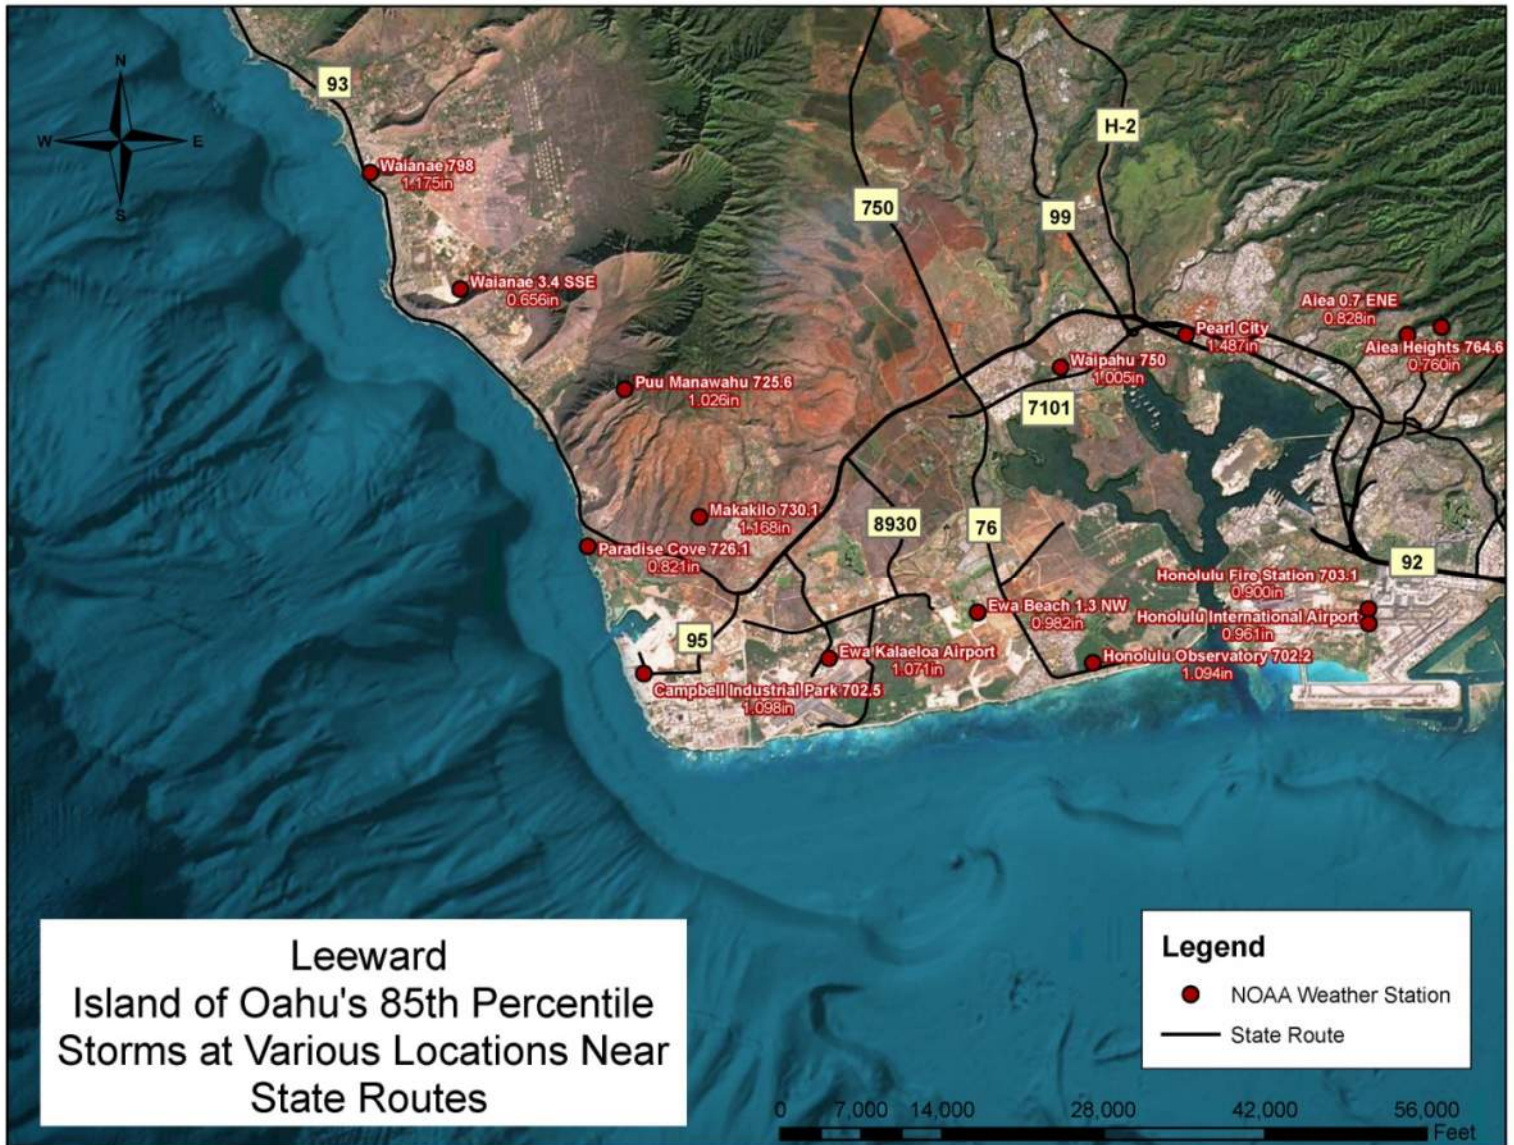 N
W
E
S
93
H-2
750
99
Waianae 798
1.175in
Waianae 3.4 SSE
0.656in
Aiea 0.7 ENE
0.828in
Pearl City
1.487in
Aiea Heights 764.6
0.760in
Waipahu 750
1.005in
7101
Puu Manawahu 725.6
1.026in
Makakilo 730.1
1.168in
8930
76
Paradise Cove 726.1
0.821in
92
Honolulu Fire Station 703.1
0.900in
Ewa Beach 1.3 NW
0.982in
Honolulu International Airport
0.961in
95
Ewa Kalaeloa Airport
1.071in
Honolulu Observatory 702.2
1.094in
Campbell Industrial Park 702.5
1.098in
Leeward
Island of Oahu's 85th Percentile
Storms at Various Locations Near
State Routes
Legend
NOAA Weather Station
State Route
0 7,000 14,000 28,000 42,000 56,000
Feet